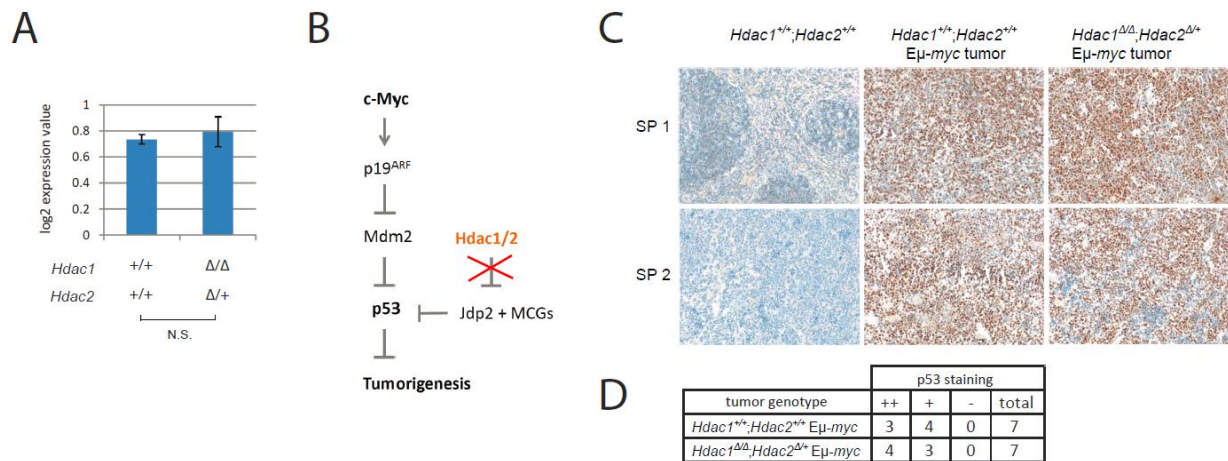 A
log2 expression value
1
0.8
0.6
0.4
0.2
0
Hdac1 +/+ Δ/Δ
Hdac2 +/+ Δ/+
N.S.
B
c-Myc
p19ARF
Mdm2 Hdac1/2
p53 Jdp2 + MCGs
Tumorigenesis
C
Hdac1+/+;Hdac2+/+
Hdac1+/+;Hdac2+/+
Eµ-myc tumor
Hdac1Δ/Δ;Hdac2Δ/+
Eµ-myc tumor
SP 1
SP 2
D
p53 staining
tumor genotype ++ + - total
Hdac1+/+;Hdac2+/+ Eµ-myc 3 4 0 7
Hdac1Δ/Δ;Hdac2Δ/+ Eµ-myc 4 3 0 7